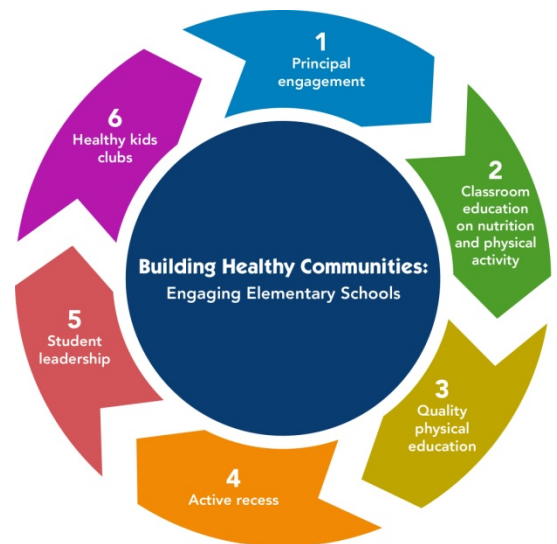 1
Principal
engagement
2
Classroom
education
on nutrition
and physical
activity
3
Quality
physical
education
4
Active recess
5
Student
leadership
6
Healthy kids
clubs
Building Healthy Communities:
Engaging Elementary Schools